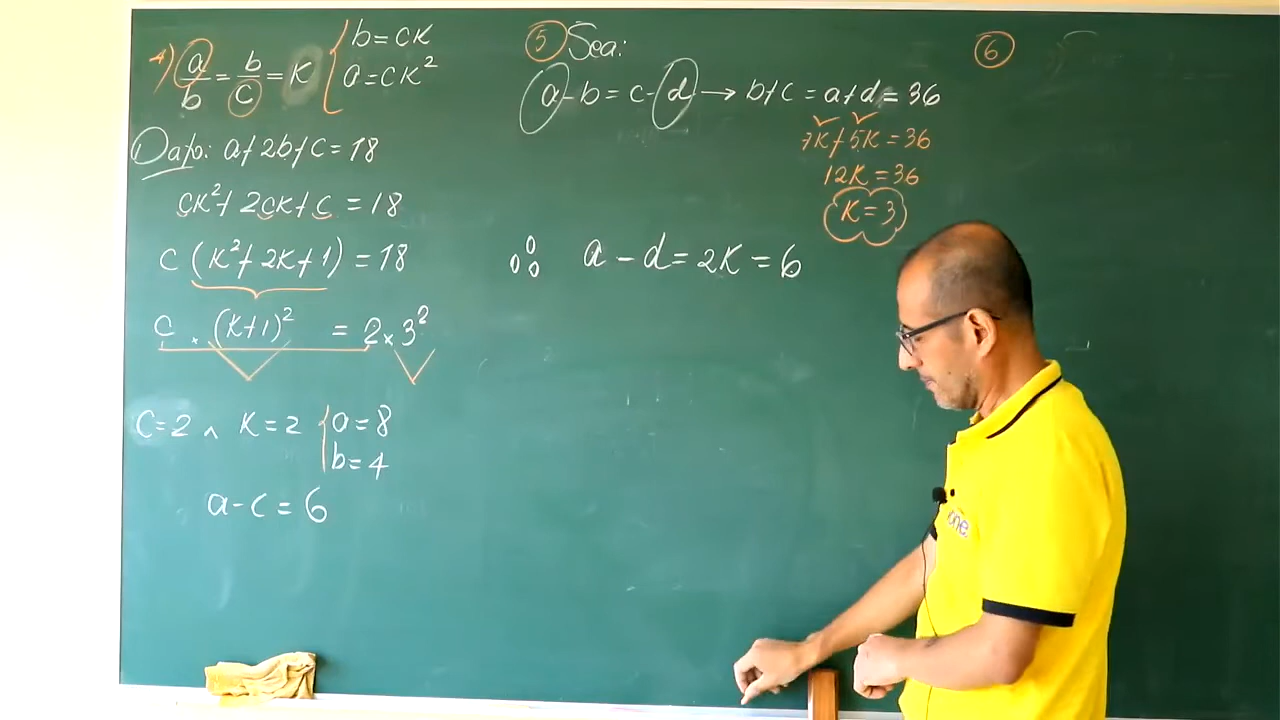 4) a/b = b/c = K { b = CK
a = CK²
Dato: a + 2b + c = 18
CK² + 2CK + C = 18
C (K² + 2K + 1) = 18
C . (K+1)² = 2 × 3²
C = 2 ∧ K = 2 { a = 8
b = 4
a - c = 6
5 Sea:
a - b = c - d → b + c = a + d = 36
7K + 5K = 36
12K = 36
K = 3
∴ a - d = 2K = 6
6
one